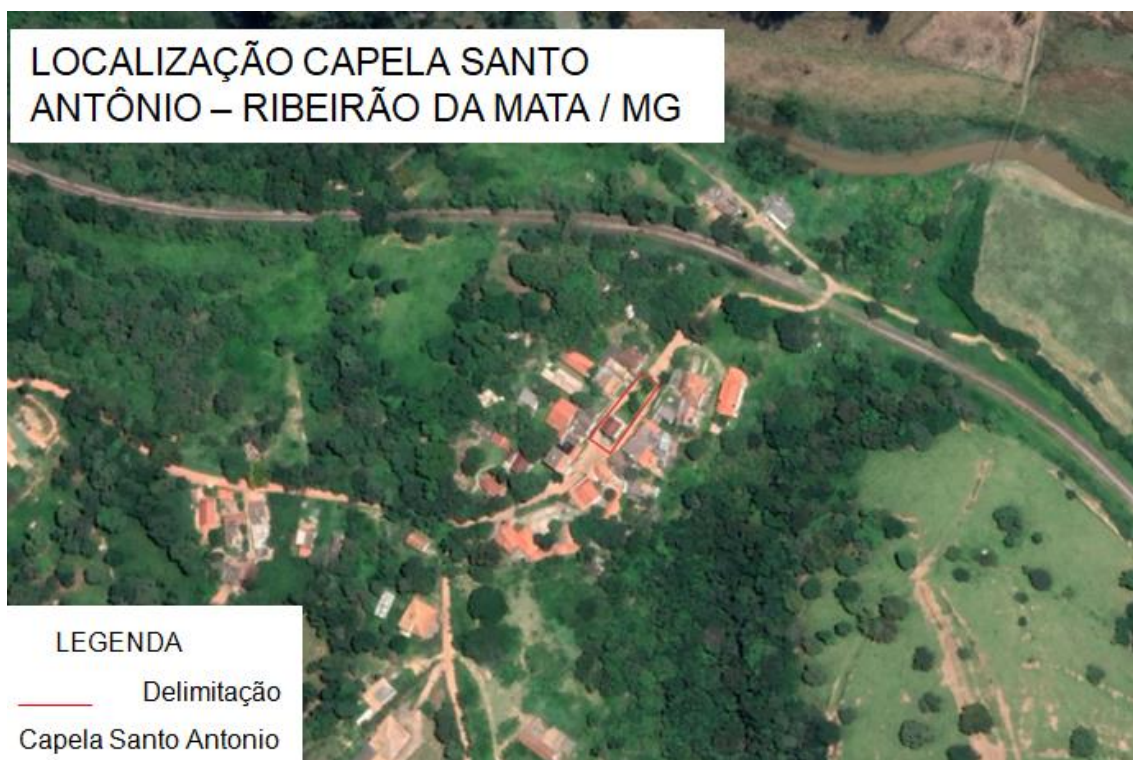 LOCALIZAÇÃO CAPELA SANTO
ANTÔNIO – RIBEIRÃO DA MATA / MG
LEGENDA
Delimitação
Capela Santo Antonio